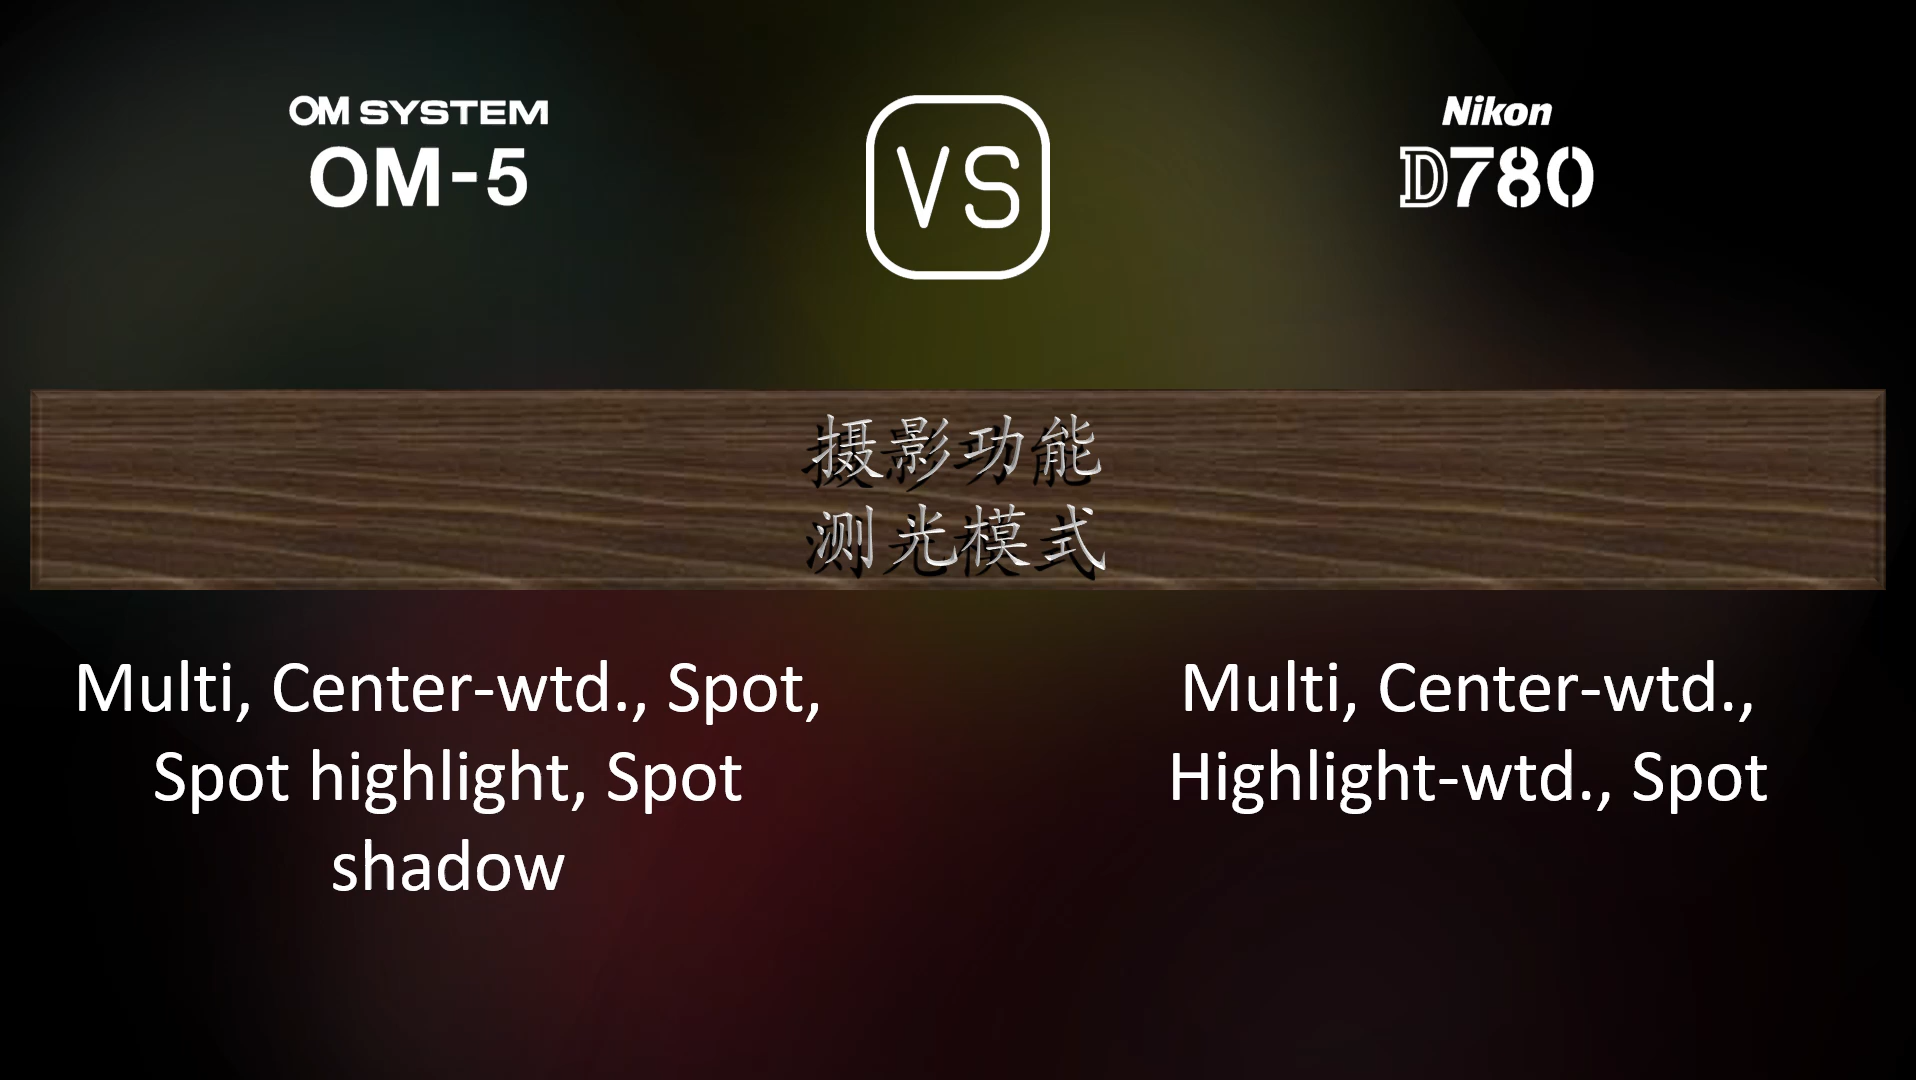 OM SYSTEM
OM-5
VS
Nikon
D780
摄影功能
测光模式
Multi, Center-wtd., Spot,
Spot highlight, Spot
shadow
Multi, Center-wtd.,
Highlight-wtd., Spot